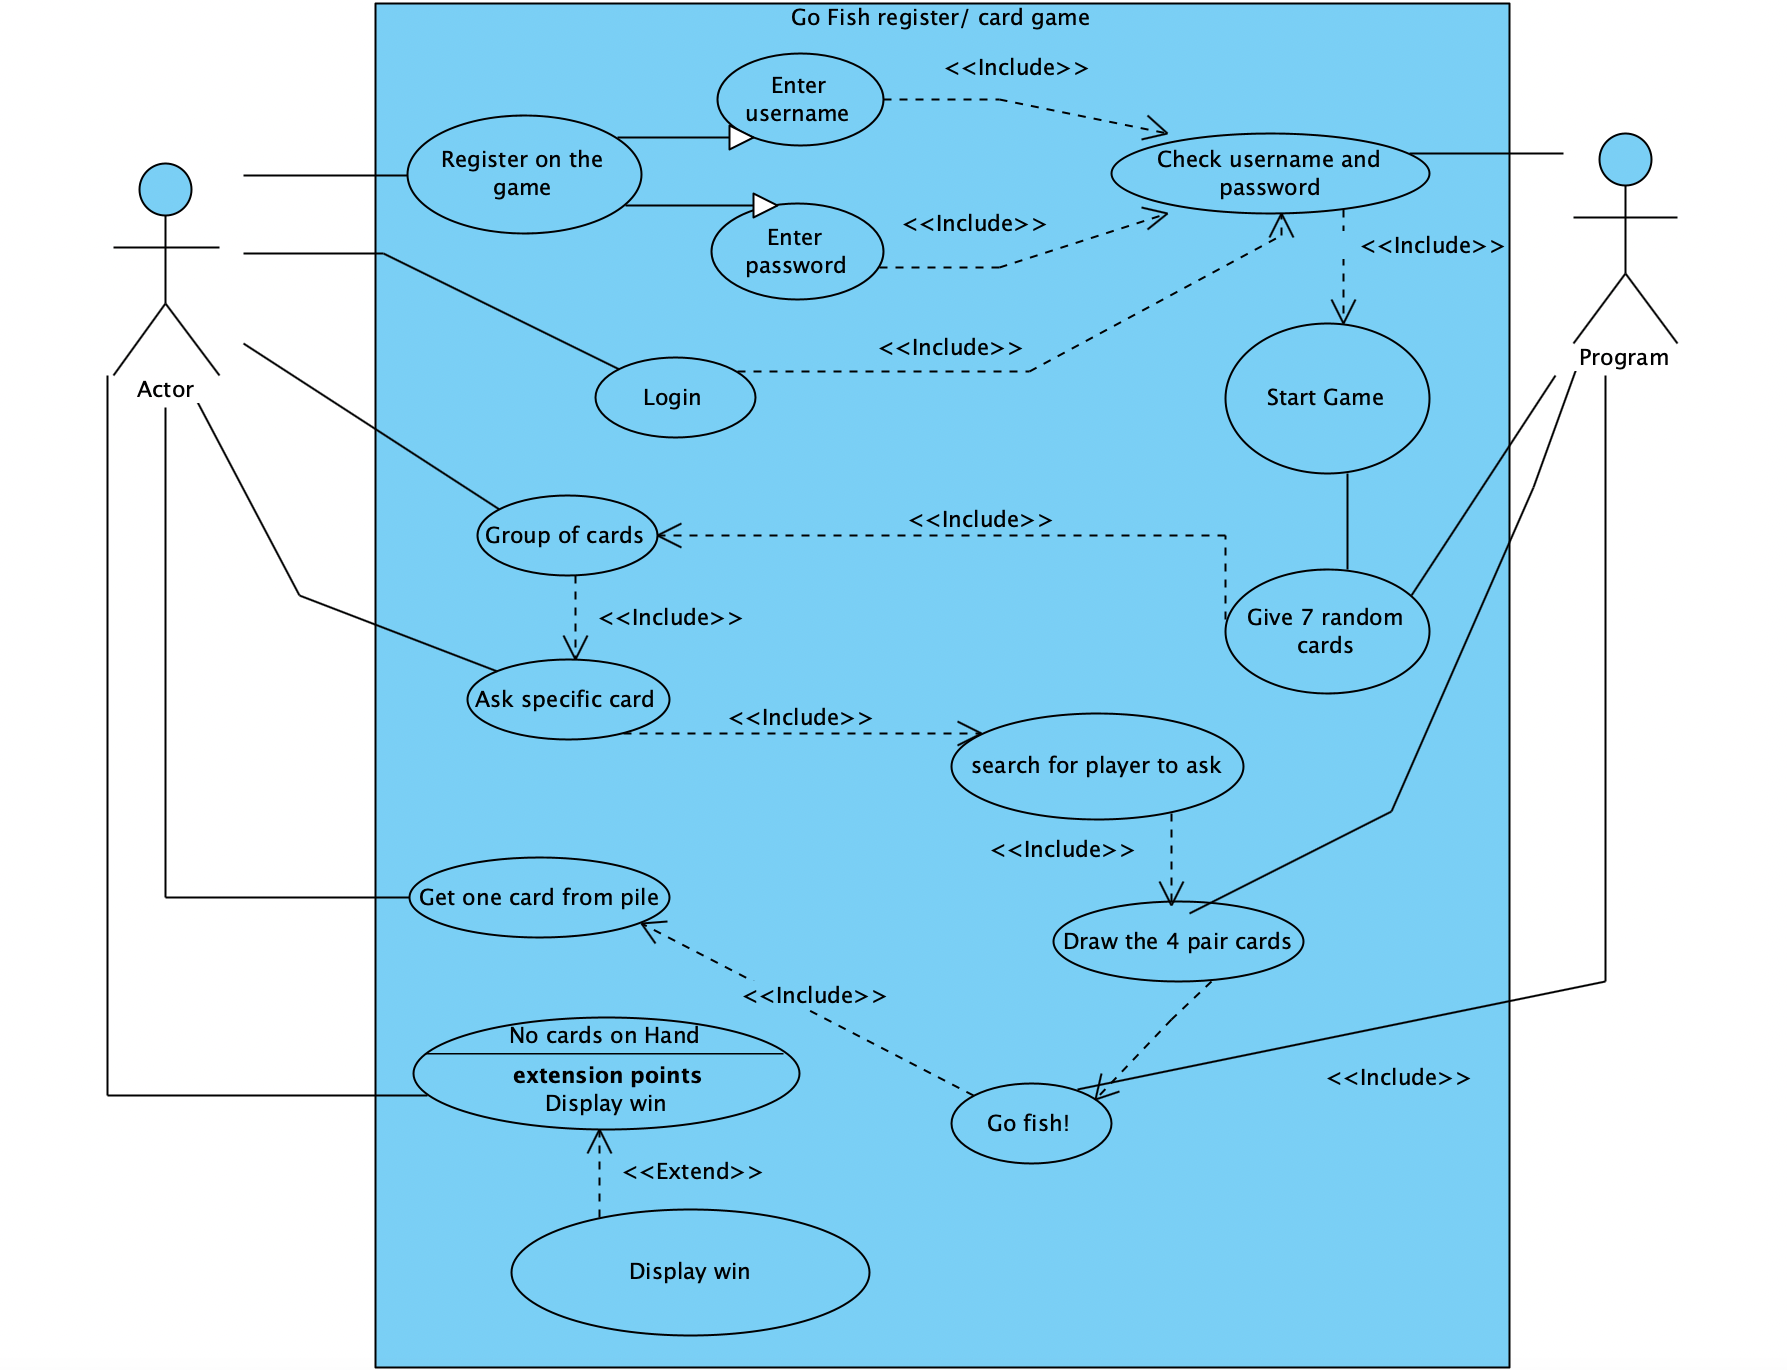 Go Fish register/ card game
Enter
username
<<Include>>
Register on the
game
Check username and
password
Enter
password
<<Include>>
<<Include>>
Actor
Program
<<Include>>
Login
Start Game
Group of cards
<<Include>>
<<Include>>
Give 7 random
cards
Ask specific card
<<Include>>
search for player to ask
<<Include>>
Get one card from pile
Draw the 4 pair cards
<<Include>>
No cards on Hand
extension points
Display win
<<Include>>
Go fish!
<<Extend>>
Display win